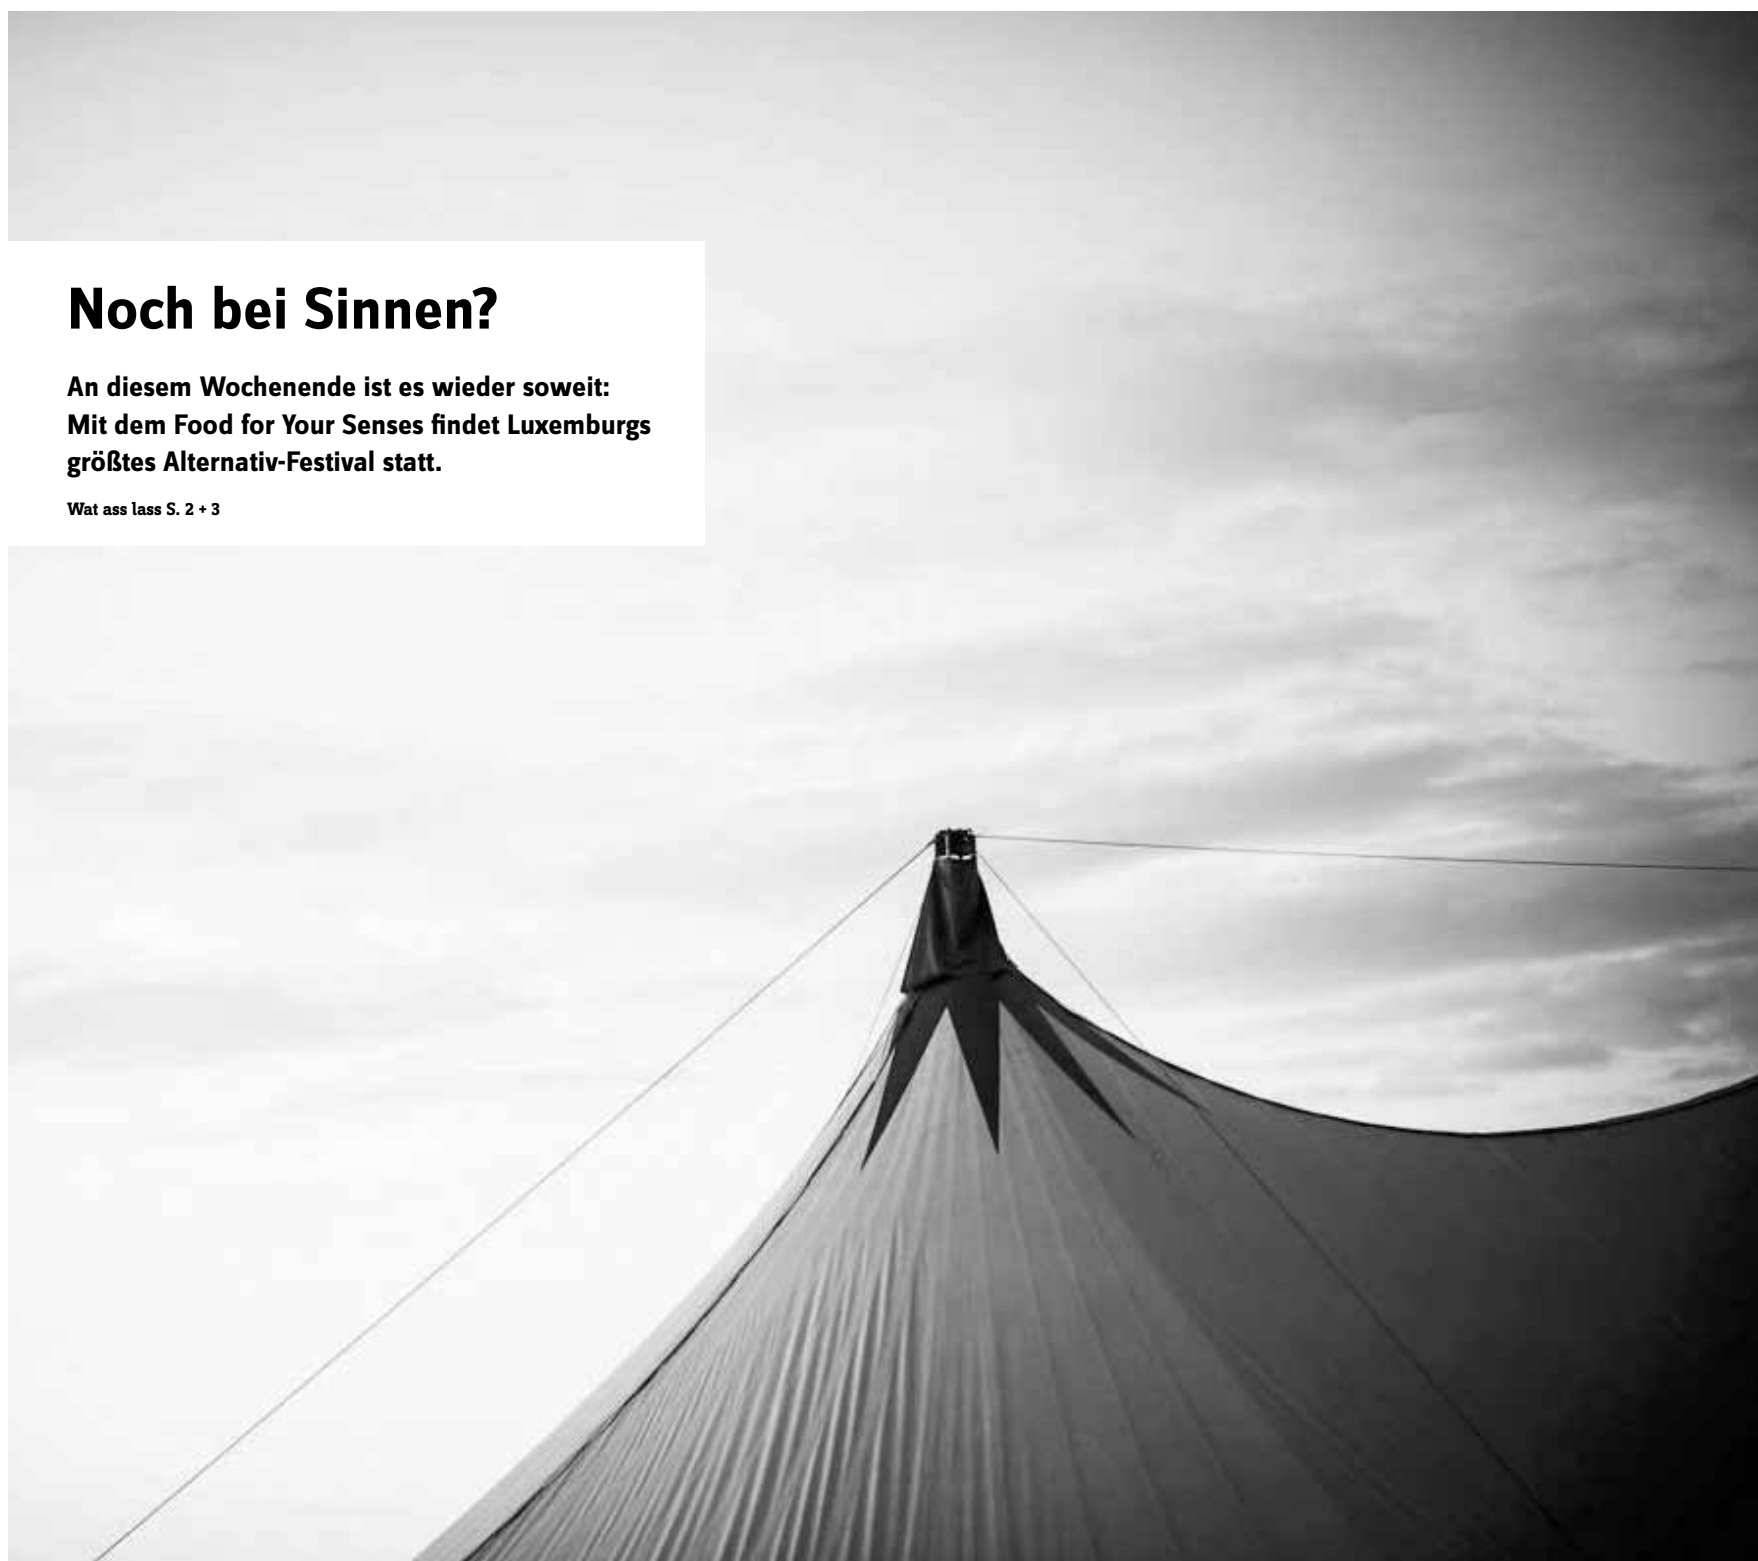 Noch bei Sinnen?
An diesem Wochenende ist es wieder soweit:
Mit dem Food for Your Senses findet Luxemburgs
größtes Alternativ-Festival statt.
Wat ass lass S. 2 + 3